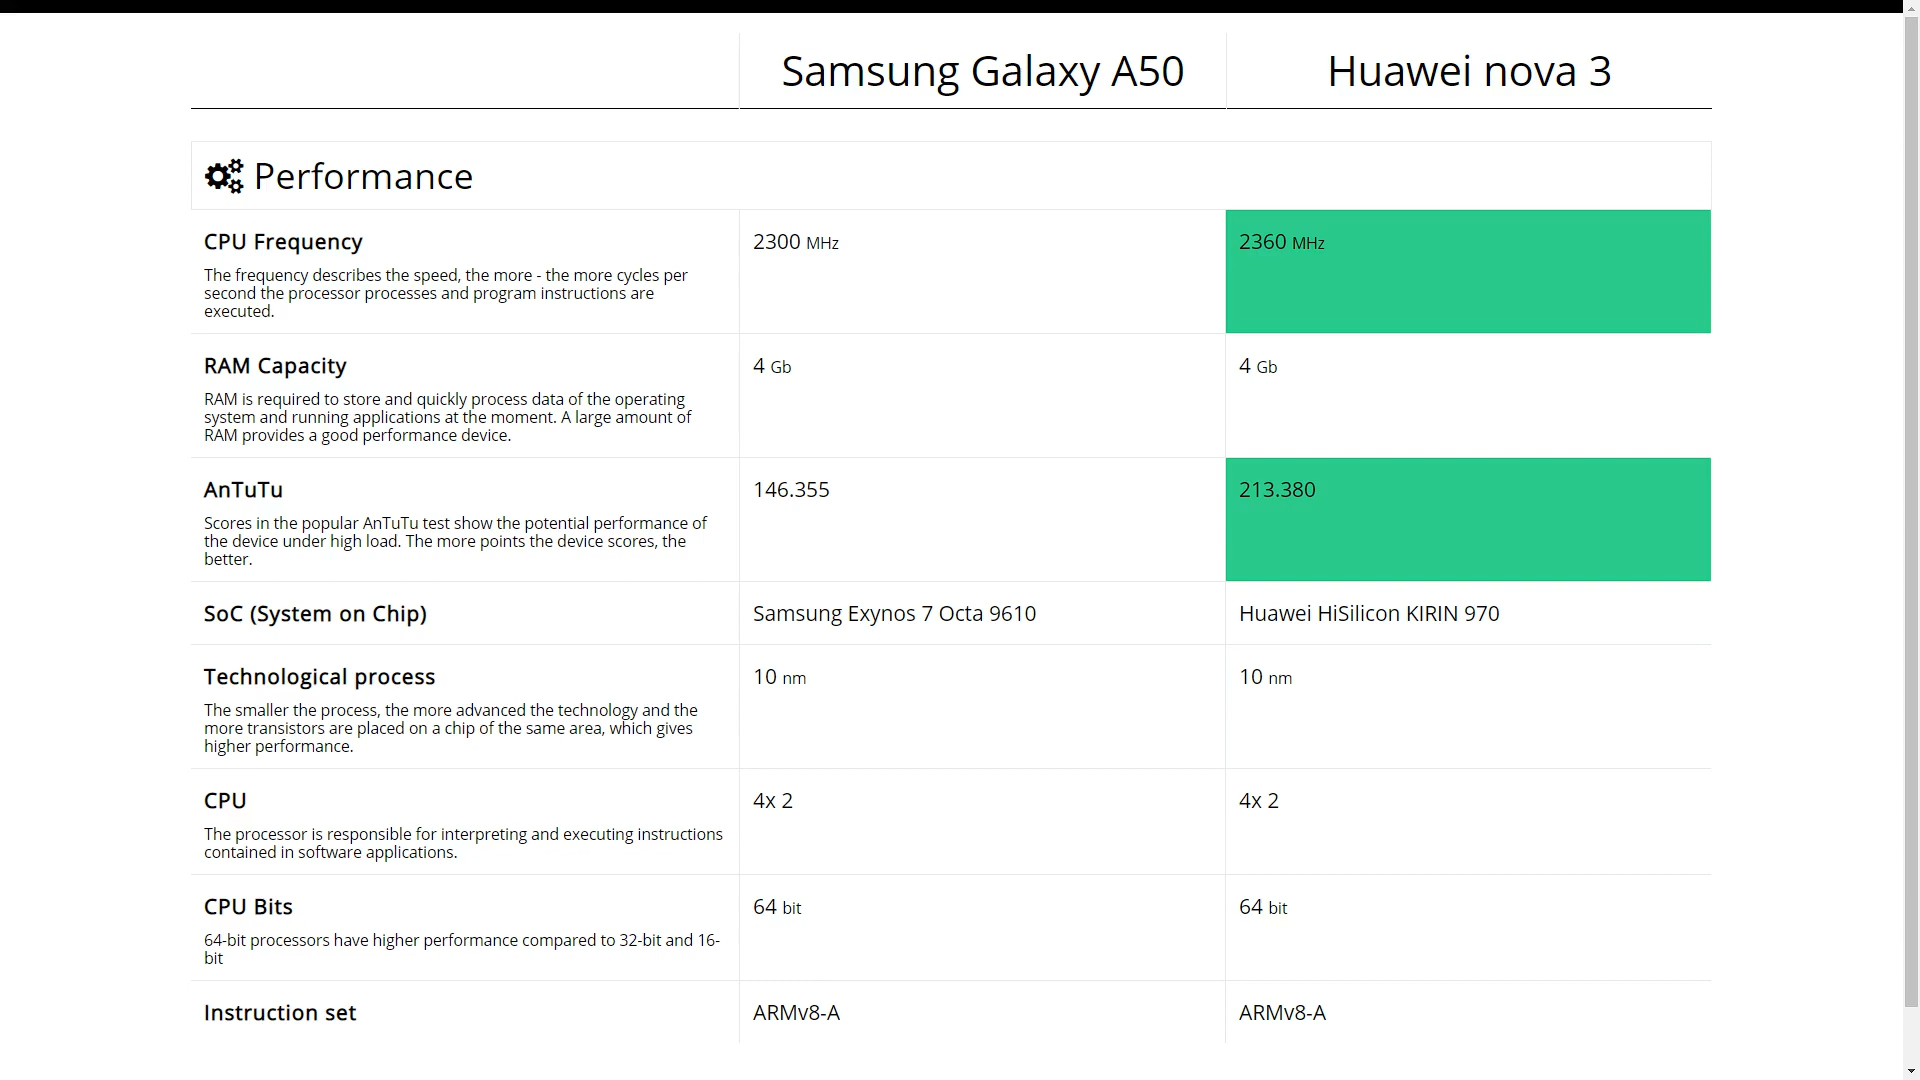 Samsung Galaxy A50 Huawei nova 3
Performance
CPU Frequency 2300 MHz 2360 MHz
The frequency describes the speed, the more - the more cycles per
second the processor processes and program instructions are
executed.
RAM Capacity 4 Gb 4 Gb
RAM is required to store and quickly process data of the operating
system and running applications at the moment. A large amount of
RAM provides a good performance device.
AnTuTu 146.355 213.380
Scores in the popular AnTuTu test show the potential performance of
the device under high load. The more points the device scores, the
better.
SoC (System on Chip) Samsung Exynos 7 Octa 9610 Huawei HiSilicon KIRIN 970
Technological process 10 nm 10 nm
The smaller the process, the more advanced the technology and the
more transistors are placed on a chip of the same area, which gives
higher performance.
CPU 4x 2 4x 2
The processor is responsible for interpreting and executing instructions
contained in software applications.
CPU Bits 64 bit 64 bit
64-bit processors have higher performance compared to 32-bit and 16-
bit
Instruction set ARMv8-A ARMv8-A